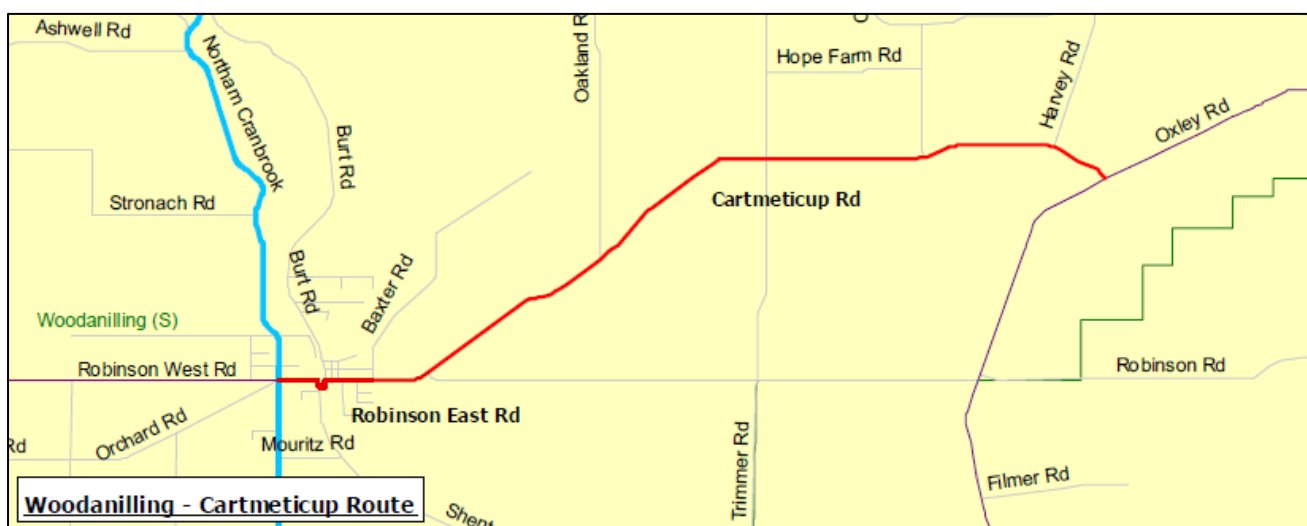 Ashwell Rd
Northam Cranbrook
Burt Rd
Oakland R
Hope Farm Rd
Harvey Rd
Oxley Rd
Stronach Rd
Cartmeticup Rd
Burt Rd
Baxter Rd
Woodanilling (S)
Robinson West Rd
Robinson Rd
Robinson East Rd
Orchard Rd
Rd
Mouritz Rd
Trimmer Rd
Filmer Rd
Woodanilling - Cartmeticup Route